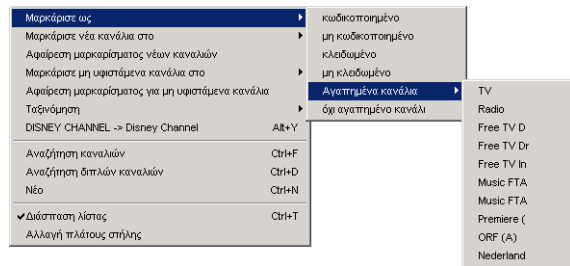 Μαρκάρισε ως
Μαρκάρισε νέα κανάλια στο
Αφαίρεση μαρκαρίσματος νέων καναλιών
Μαρκάρισε μη υφιστάμενα κανάλια στο
Αφαίρεση μαρκαρίσματος για μη υφιστάμενα κανάλια
Ταξινόμηση
DISNEY CHANNEL -> Disney Channel Alt+Y
Αναζήτηση καναλιών Ctrl+F
Αναζήτηση διπλών καναλιών Ctrl+D
Νέο Ctrl+N
✔Διάσπαση λίστας Ctrl+T
Αλλαγή πλάτους στήλης
κωδικοποιημένο
μη κωδικοποιημένο
κλειδωμένο
μη κλειδωμένο
Αγαπημένα κανάλια
όχι αγαπημένο κανάλι
TV
Radio
Free TV D
Free TV Dr
Free TV In
Music FTA
Music FTA
Premiere (
ORF (A)
Nederland